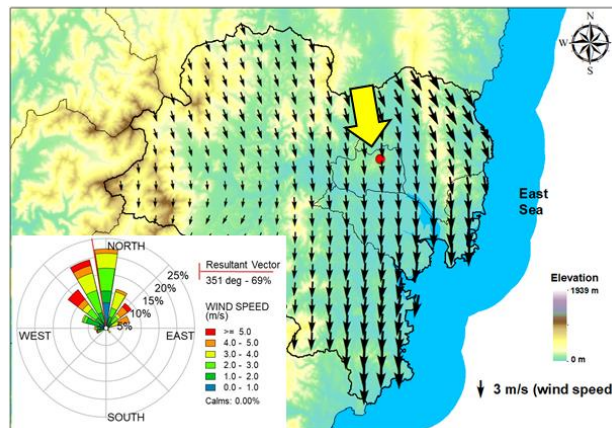 N
W
E
S
East
Sea
Elevation
1939 m
0 m
3 m/s (wind speed
NORTH
25%
20%
15%
10%
5%
WEST
EAST
SOUTH
Resultant Vector
351 deg - 69%
WIND SPEED
(m/s)
>= 5.0
4.0 - 5.0
3.0 - 4.0
2.0 - 3.0
1.0 - 2.0
0.0 - 1.0
Calms: 0.00%